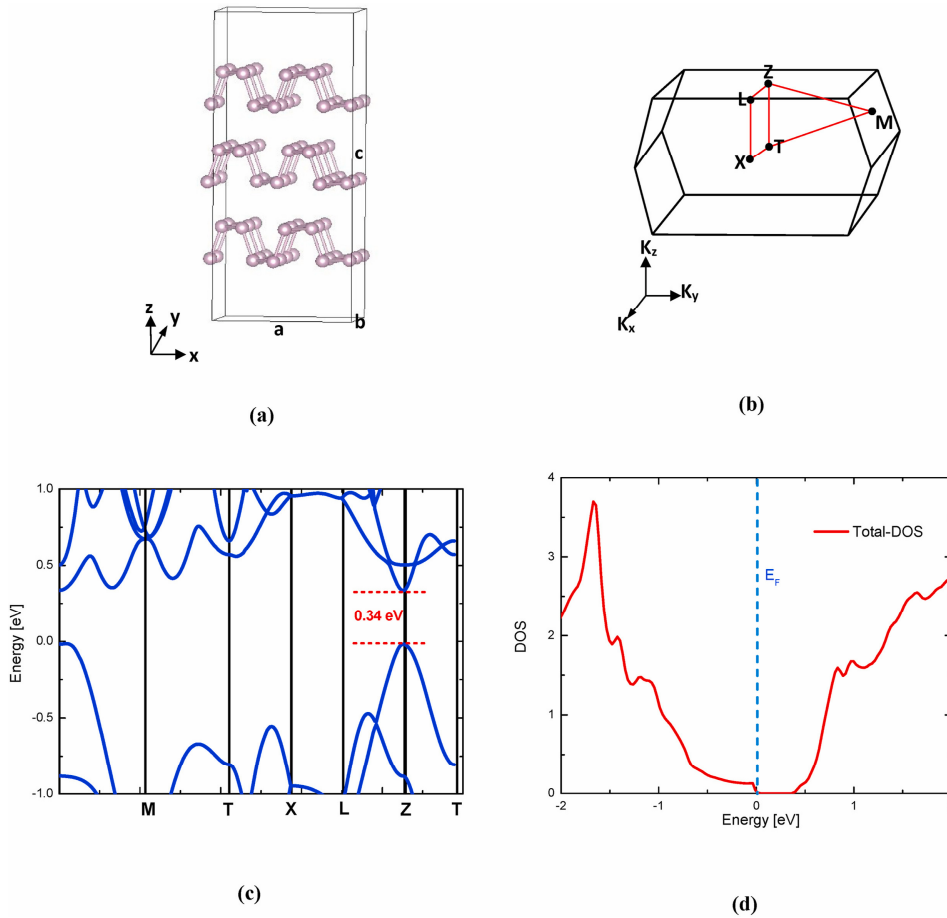 c
a
b
z
y
x
(a)
Z
L
M
X
T
Kz
Ky
Kx
(b)
1.0
0.5
0.0
-0.5
-1.0
Energy [eV]
0.34 eV
M T X L Z T
(c)
4
3
2
1
0
DOS
Total-DOS
EF
-2 -1 0 1
Energy [eV]
(d)